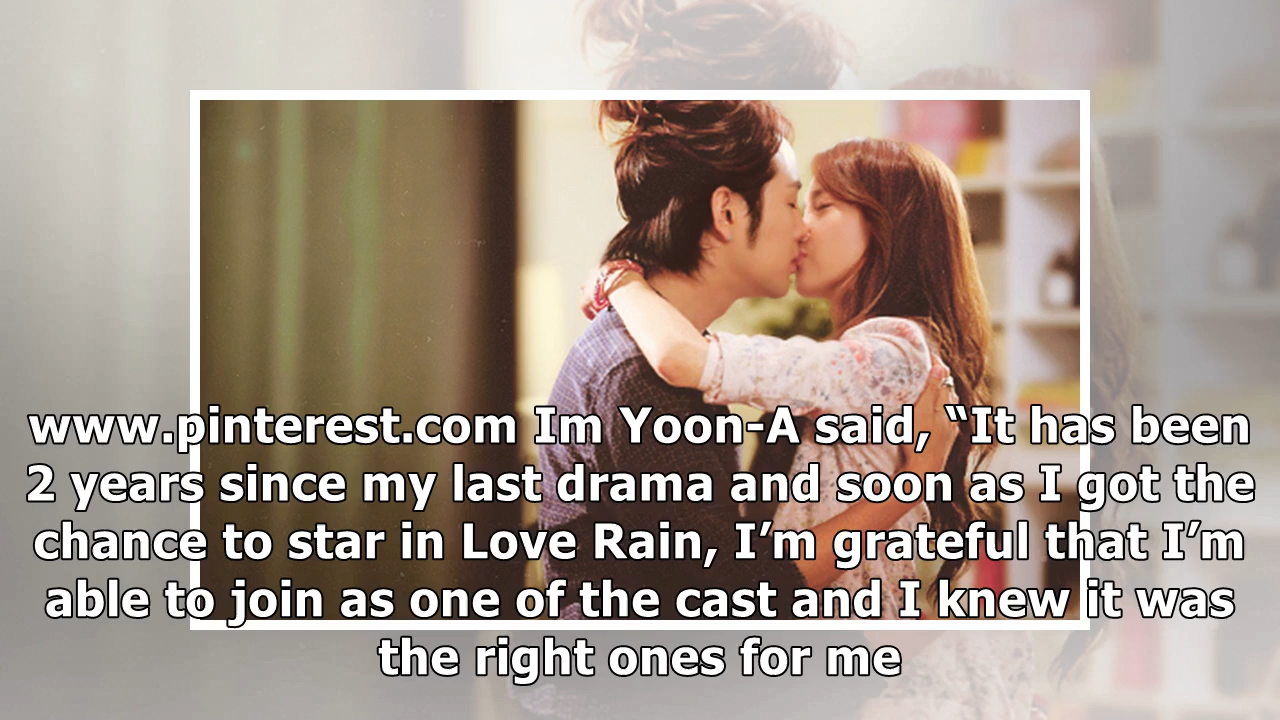 www.pinterest.com Im Yoon-A said, “It has been
2 years since my last drama and soon as I got the
chance to star in Love Rain, I’m grateful that I’m
able to join as one of the cast and I knew it was
the right ones for me